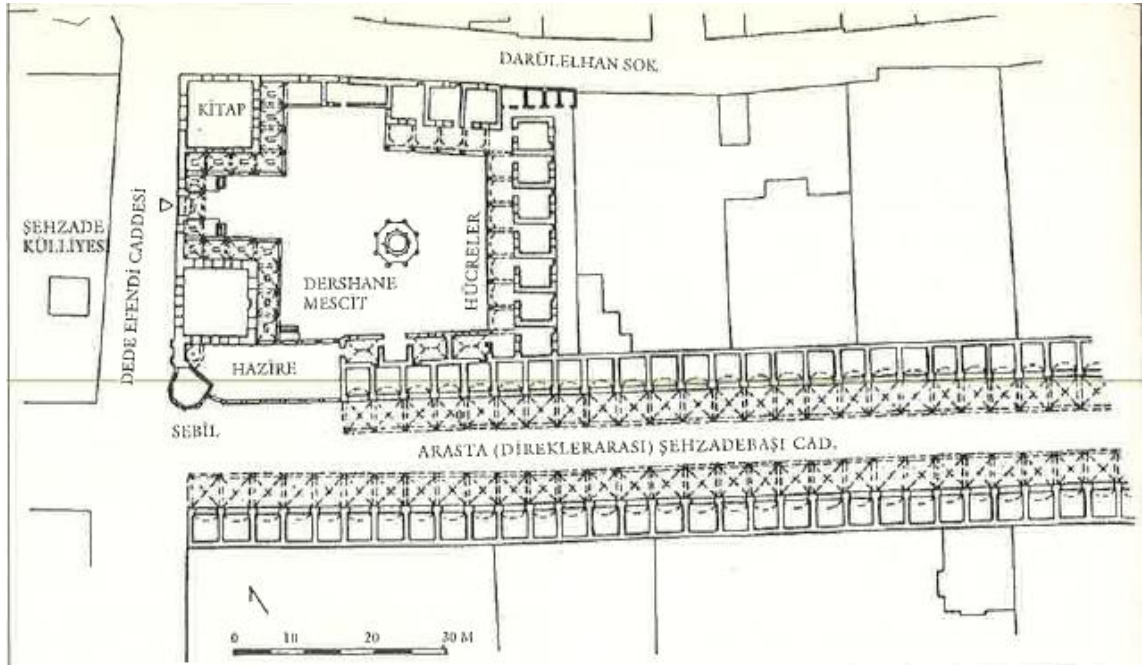 DARÜLELHAN SOK.
KİTAP
DEDE EFENDİ CADDESİ
ŞEHZADE
KÜLLİYESİ
HÜCRELER
DERSHANE
MESCİT
HAZİRE
SEBİL
ARASTA (DİREKLERARASI) ŞEHZADEBAŞI CAD.
0 10 20 30 M